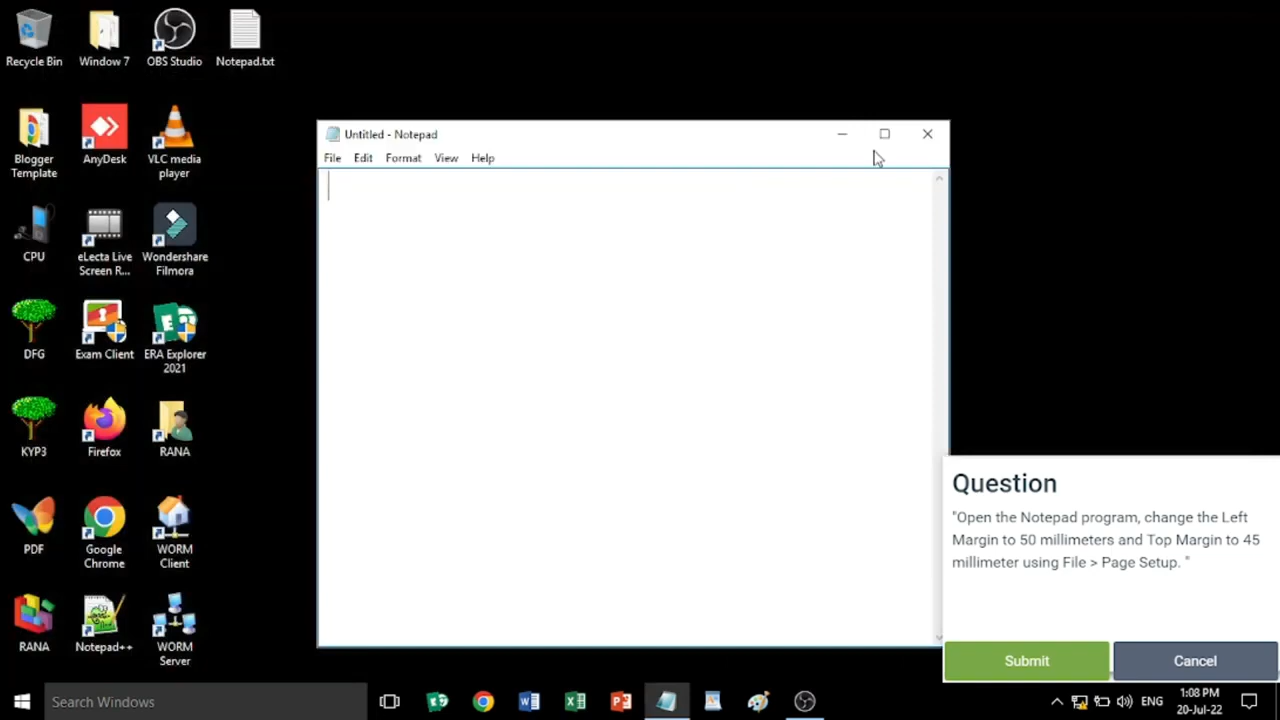 Recycle Bin
Window 7
OBS Studio
Notepad.txt
Blogger
Template
AnyDesk
VLC media
player
CPU
eLecta Live
Screen R...
Wondershare
Filmora
DFG
Exam Client
ERA Explorer
2021
KYP3
Firefox
RANA
PDF
Google
Chrome
WORM
Client
RANA
Notepad++
WORM
Server
Untitled - Notepad
File Edit Format View Help
Question
"Open the Notepad program, change the Left
Margin to 50 millimeters and Top Margin to 45
millimeter using File > Page Setup. "
Submit
Cancel
Search Windows
ENG
1:08 PM
20-Jul-22